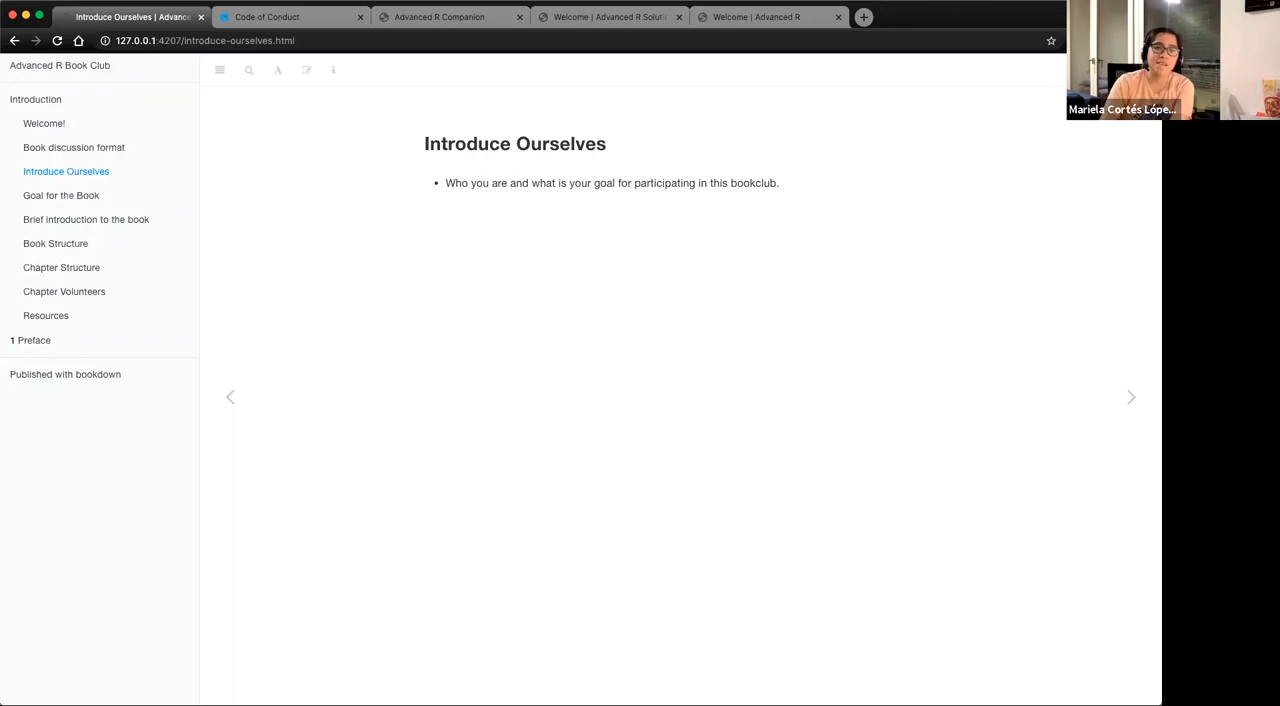 Introduce Ourselves | Advanc
Code of Conduct
Advanced R Companion
Welcome | Advanced R Soluti
Welcome | Advanced R
127.0.0.1:4207/introduce-ourselves.html
Mariela Cortés Lópe...
Advanced R Book Club
Introduction
Welcome!
Book discussion format
Introduce Ourselves
Goal for the Book
Brief introduction to the book
Book Structure
Chapter Structure
Chapter Volunteers
Resources
1 Preface
Published with bookdown
Introduce Ourselves
• Who you are and what is your goal for participating in this bookclub.